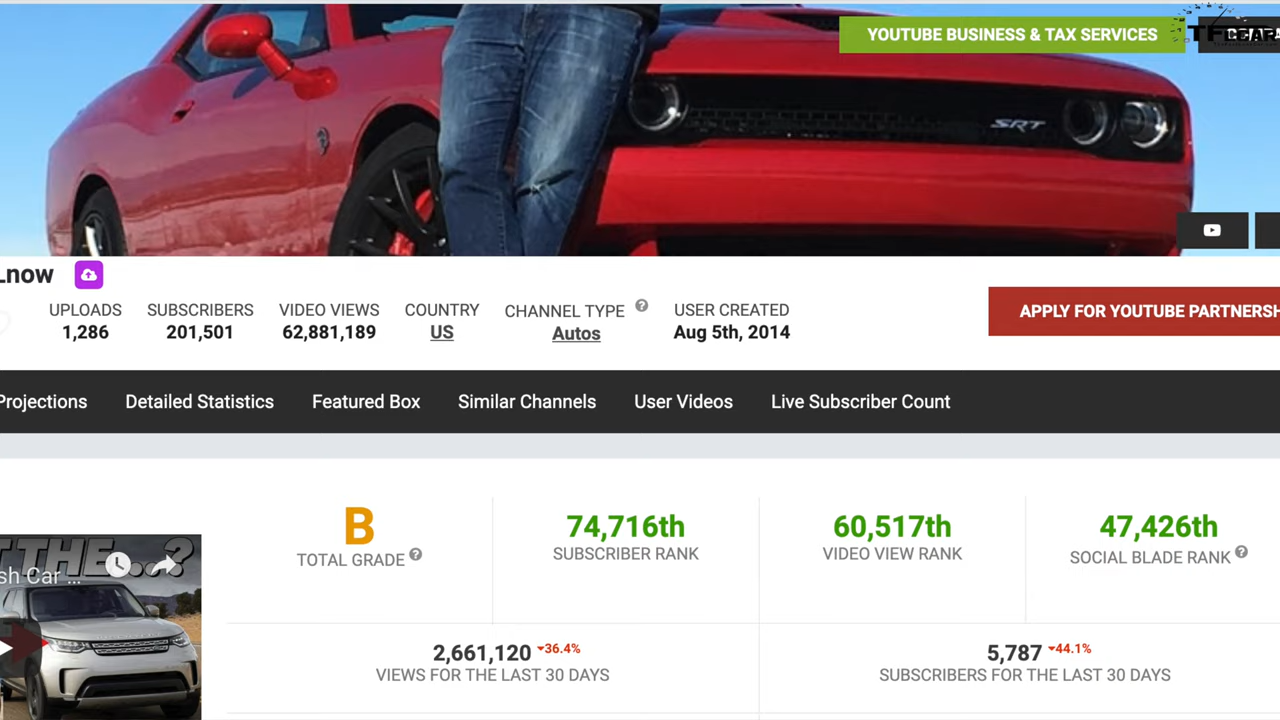 YOUTUBE BUSINESS & TAX SERVICES
SRT
Lnow
UPLOADS
1,286
SUBSCRIBERS
201,501
VIDEO VIEWS
62,881,189
COUNTRY
US
CHANNEL TYPE ?
Autos
USER CREATED
Aug 5th, 2014
APPLY FOR YOUTUBE PARTNERSH
Projections
Detailed Statistics
Featured Box
Similar Channels
User Videos
Live Subscriber Count
B
TOTAL GRADE ?
74,716th
SUBSCRIBER RANK
60,517th
VIDEO VIEW RANK
47,426th
SOCIAL BLADE RANK ?
T THE...?
sh Car ...
2,661,120 -36.4%
VIEWS FOR THE LAST 30 DAYS
5,787 -44.1%
SUBSCRIBERS FOR THE LAST 30 DAYS